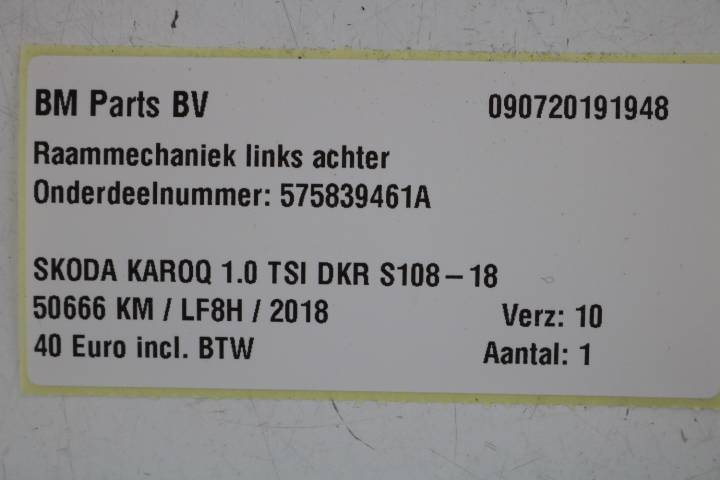 BM Parts BV 090720191948
Raammechaniek links achter
Onderdeelnummer: 575839461A
SKODA KAROQ 1.0 TSI DKR S108-18
50666 KM / LF8H / 2018 Verz: 10
40 Euro incl. BTW Aantal: 1